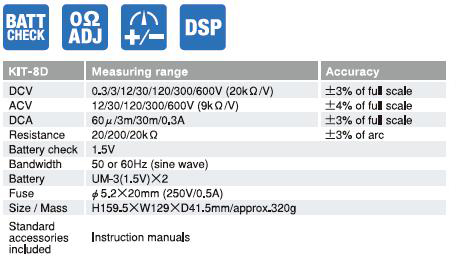 BATT CHECK
0Ω ADJ
+/−
DSP
KIT-8D Measuring range Accuracy
DCV 0.3/3/12/30/120/300/600V (20kΩ/V) ±3% of full scale
ACV 12/30/120/300/600V (9kΩ/V) ±4% of full scale
DCA 60μ/3m/30m/0.3A ±3% of full scale
Resistance 20/200/20kΩ ±3% of arc
Battery check 1.5V
Bandwidth 50 or 60Hz (sine wave)
Battery UM-3(1.5V)×2
Fuse φ5.2×20mm (250V/0.5A)
Size / Mass H159.5×W129×D41.5mm/approx.320g
Standard
accessories Instruction manuals
included